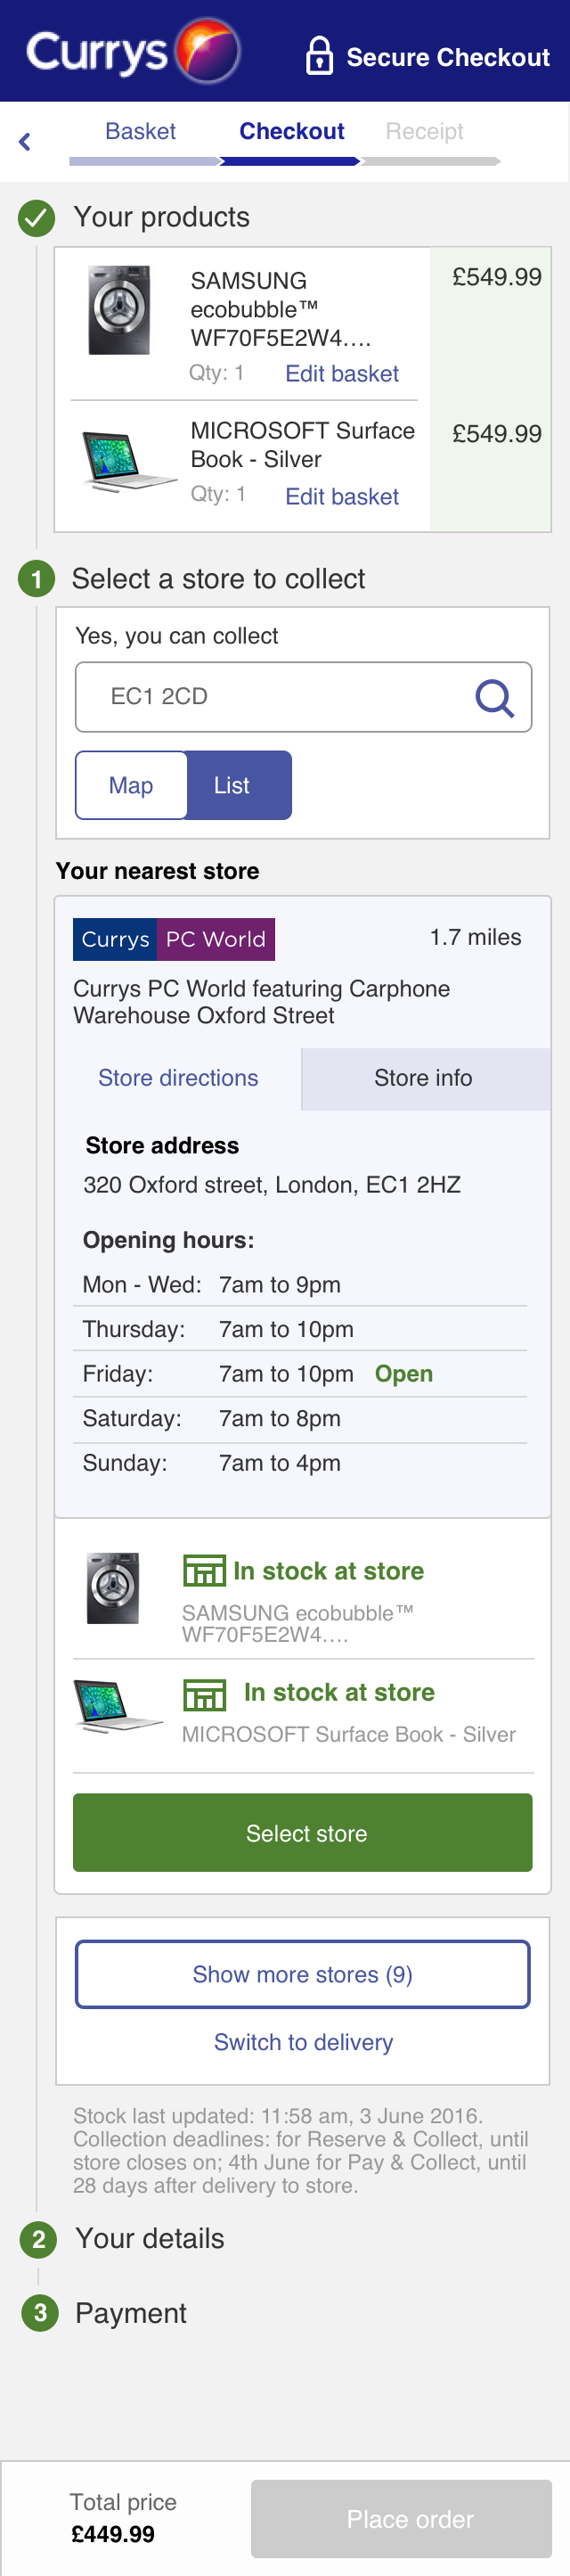 Currys
Secure Checkout
Basket
Checkout
Receipt
Your products
SAMSUNG
ecobubble™
WF70F5E2W4....
£549.99
Qty: 1
Edit basket
MICROSOFT Surface
Book - Silver
£549.99
Qty: 1
Edit basket
1
Select a store to collect
Yes, you can collect
EC1 2CD
Map
List
Your nearest store
Currys PC World
1.7 miles
Currys PC World featuring Carphone
Warehouse Oxford Street
Store directions
Store info
Store address
320 Oxford street, London, EC1 2HZ
Opening hours:
Mon - Wed: 7am to 9pm
Thursday: 7am to 10pm
Friday: 7am to 10pm Open
Saturday: 7am to 8pm
Sunday: 7am to 4pm
In stock at store
SAMSUNG ecobubble™
WF70F5E2W4....
In stock at store
MICROSOFT Surface Book - Silver
Select store
Show more stores (9)
Switch to delivery
Stock last updated: 11:58 am, 3 June 2016.
Collection deadlines: for Reserve & Collect, until
store closes on; 4th June for Pay & Collect, until
28 days after delivery to store.
2
Your details
3
Payment
Total price
£449.99
Place order